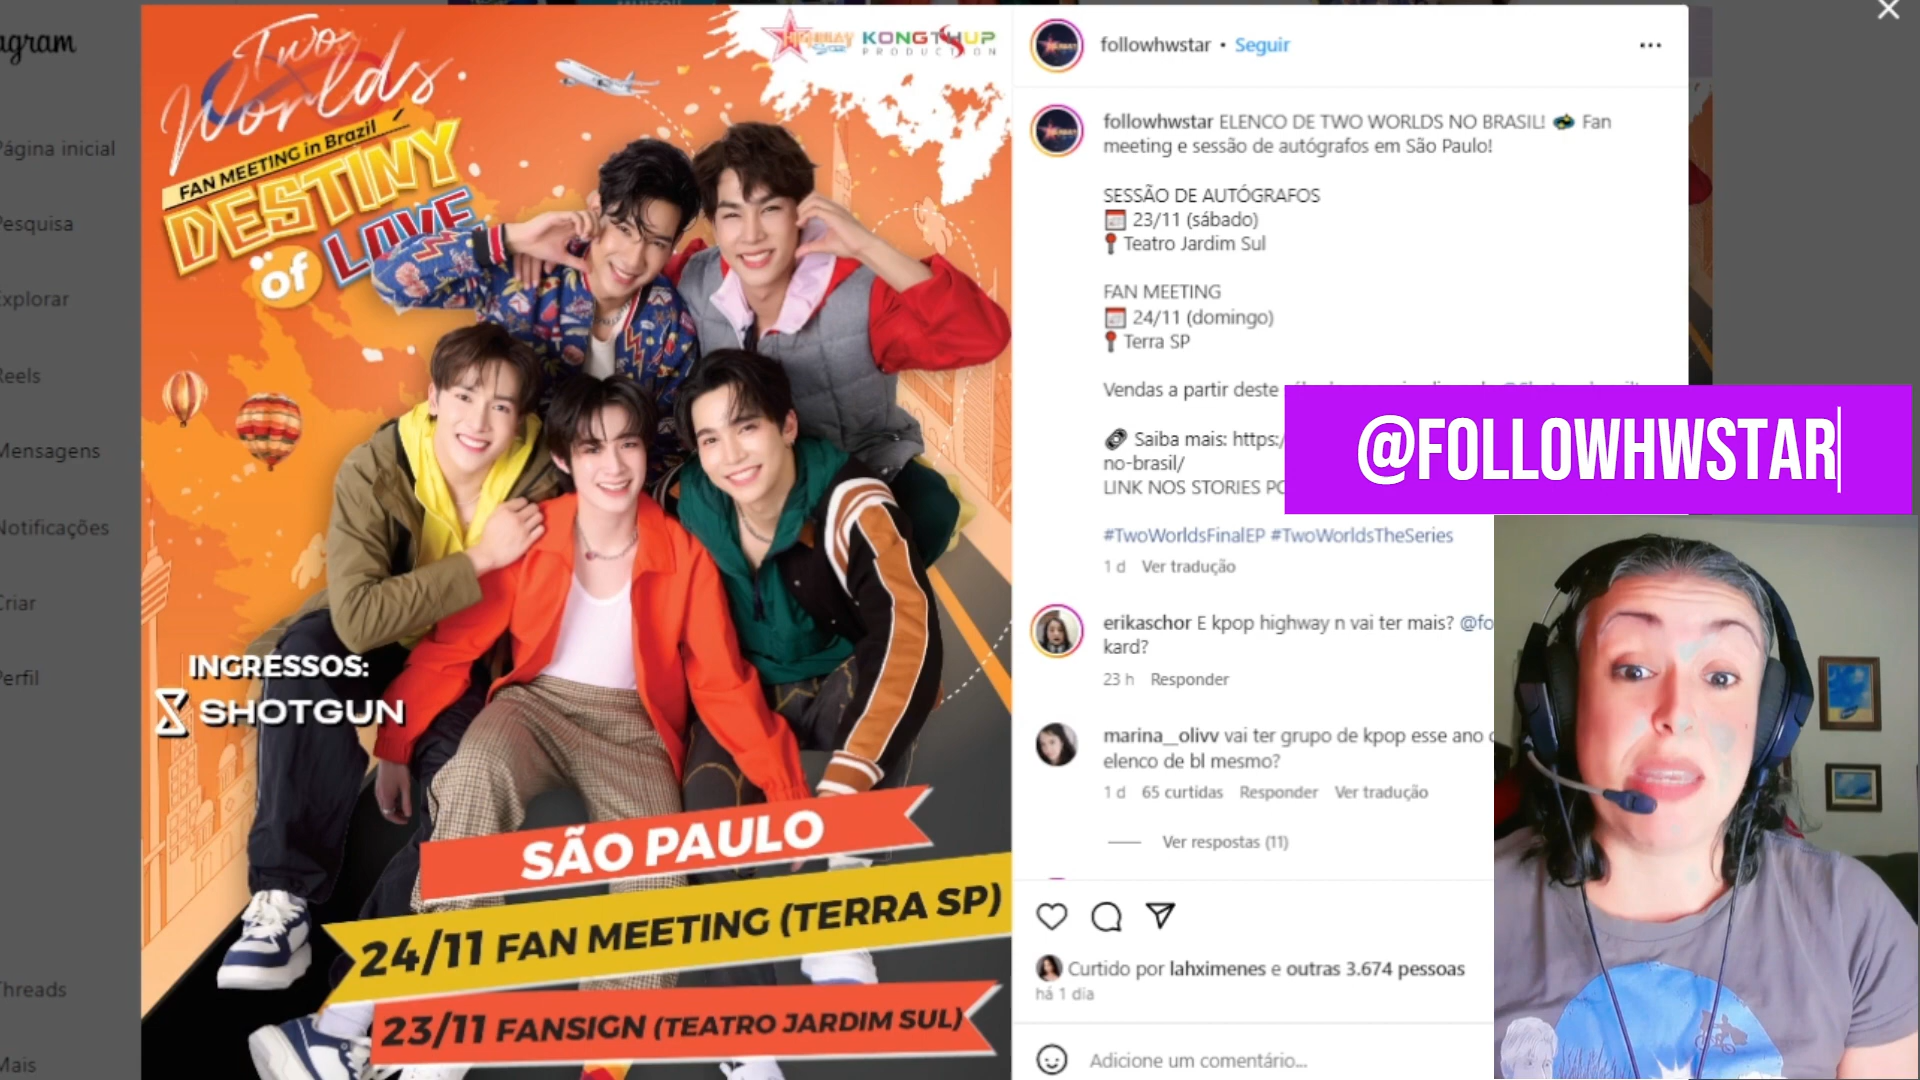 agram
Página inicial
Pesquisa
Explorar
Reels
Mensagens
Notificações
Criar
Perfil
Threads
Mais
Two
Worlds
FAN MEETING in Brazil
DESTINY
of LOVE
HIGHWAY
Star
KONGTHUP
PRODUCTION
INGRESSOS:
SHOTGUN
SÃO PAULO
24/11 FAN MEETING (TERRA SP)
23/11 FANSIGN (TEATRO JARDIM SUL)
followhwstar • Seguir
followhwstar ELENCO DE TWO WORLDS NO BRASIL! Fan
meeting e sessão de autógrafos em São Paulo!
SESSÃO DE AUTÓGRAFOS
23/11 (sábado)
Teatro Jardim Sul
FAN MEETING
24/11 (domingo)
Terra SP
Vendas a partir deste
Saiba mais: https:/
no-brasil/
LINK NOS STORIES PO
#TwoWorldsFinalEP #TwoWorldsTheSeries
1 d Ver tradução
@FOLLOWHWSTAR
erikaschor E kpop highway n vai ter mais? @fo
kard?
23 h Responder
marina__olivv vai ter grupo de kpop esse ano
elenco de bl mesmo?
1 d 65 curtidas Responder Ver tradução
Ver respostas (11)
Curtido por lahximenes e outras 3.674 pessoas
há 1 dia
Adicione um comentário...